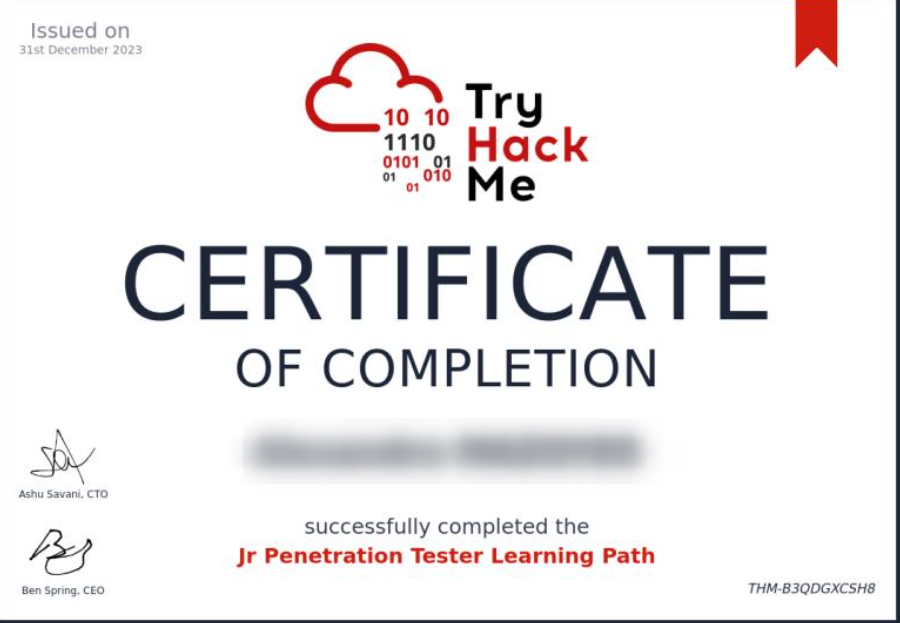 Issued on
31st December 2023
10 10
1110
0101 01
01 010
01
Try
Hack
Me
CERTIFICATE
OF COMPLETION
successfully completed the
Jr Penetration Tester Learning Path
Ashu Savani, CTO
Ben Spring, CEO
THM-B3QDGXCSH8